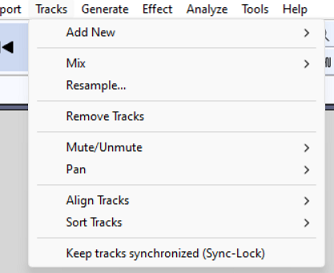 port Tracks Generate Effect Analyze Tools Help
Add New
Mix
Resample...
Remove Tracks
Mute/Unmute
Pan
Align Tracks
Sort Tracks
Keep tracks synchronized (Sync-Lock)